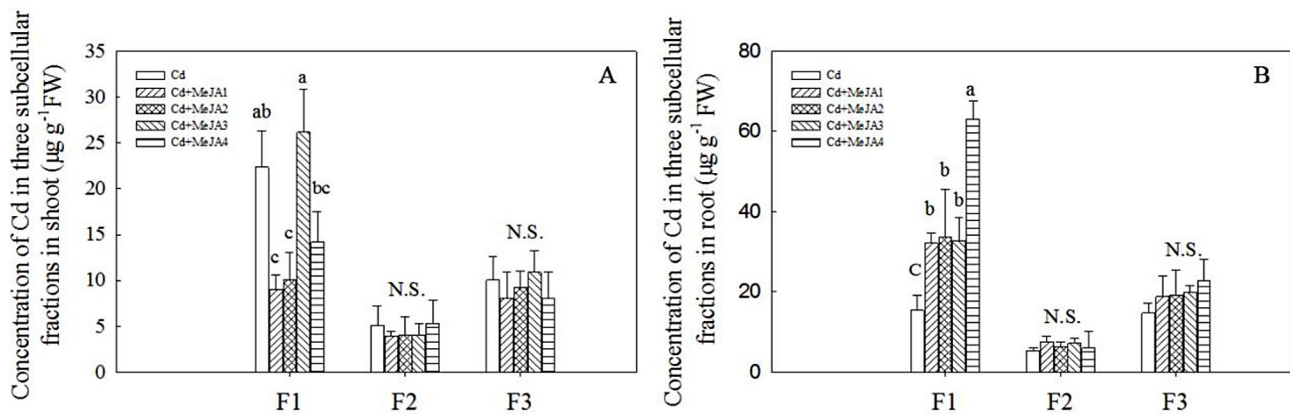 Concentration of Cd in three subcellular
fractions in shoot (μg g⁻¹FW)
35
30
25
20
15
10
5
0
Cd
Cd+MeJA1
Cd+MeJA2
Cd+MeJA3
Cd+MeJA4
A
ab
c
c
a
bc
N.S.
N.S.
F1
F2
F3
Concentration of Cd in three subcellular
fractions in root (μg g⁻¹ FW)
80
60
40
20
0
Cd
Cd+MeJA1
Cd+MeJA2
Cd+MeJA3
Cd+MeJA4
B
C
b
b
b
a
N.S.
N.S.
F1
F2
F3